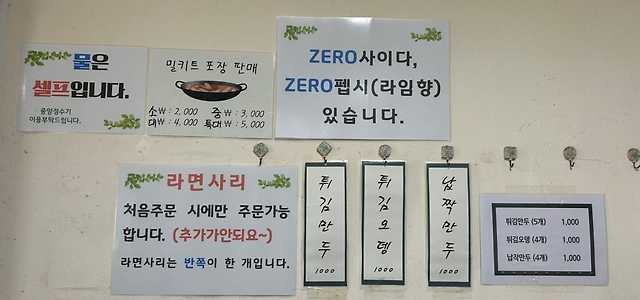 물은
셀프입니다.
중앙정수기
이용부탁드립니다.
밀키트 포장 판매
소₩: 2,000 중₩: 3,000
대₩: 4,000 특대₩: 5,000
ZERO사이다,
ZERO펩시(라임향)
있습니다.
라면사리
처음주문 시에만 주문가능
합니다. (추가가안되요~)
라면사리는 반쪽이 한 개입니다.
튀김만두 1000
튀김오뎅 1000
납짝만두 1000
튀김만두 (5개) 1,000
튀김오뎅 (4개) 1,000
납작만두 (4개) 1,000